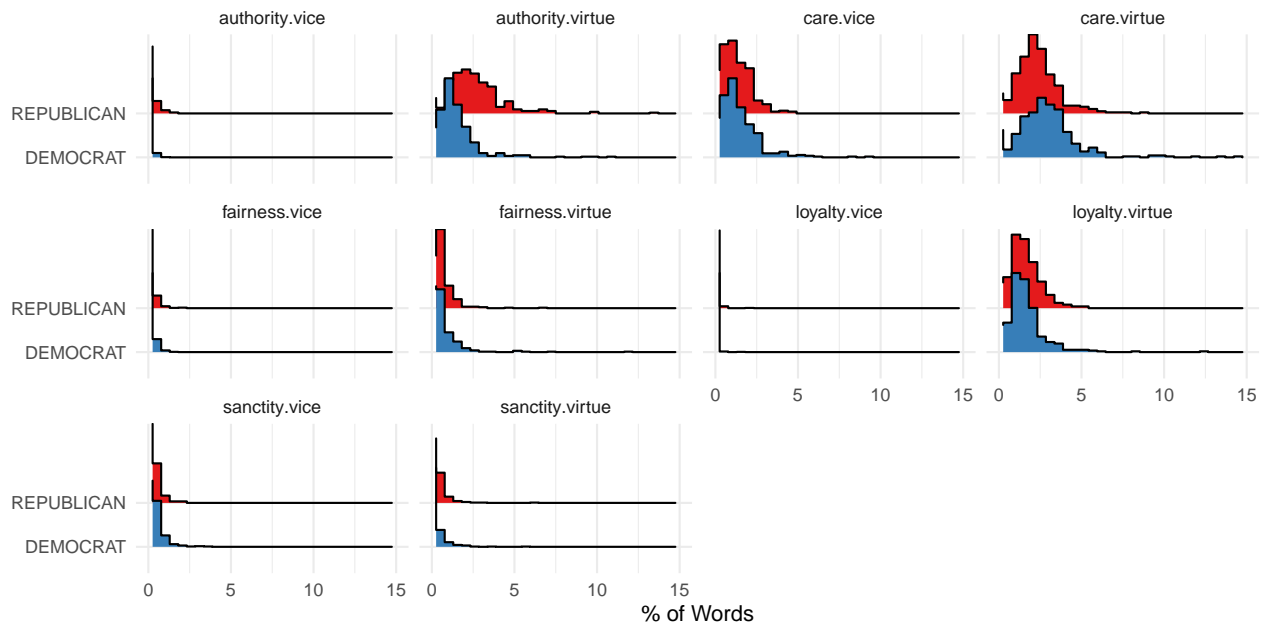 authority.vice authority.virtue care.vice care.virtue
REPUBLICAN
DEMOCRAT
fairness.vice fairness.virtue loyalty.vice loyalty.virtue
REPUBLICAN
DEMOCRAT
0 5 10 15 0 5 10 15
sanctity.vice sanctity.virtue
REPUBLICAN
DEMOCRAT
0 5 10 15 0 5 10 15
% of Words